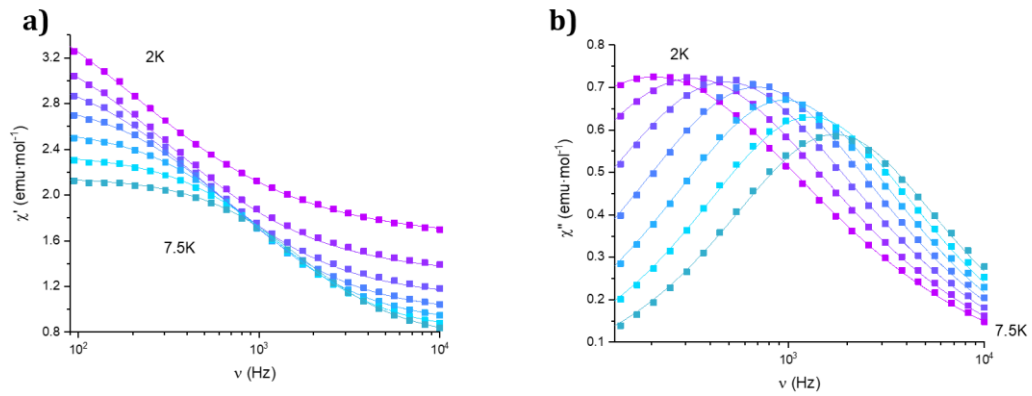 a)
3.2
2.8
2.4
2.0
1.6
1.2
0.8
χ' (emu·mol⁻¹)
2K
7.5K
10² 10³ 10⁴
ν (Hz)
b)
0.8
0.7
0.6
0.5
0.4
0.3
0.2
0.1
χ" (emu·mol⁻¹)
2K
7.5K
10³ 10⁴
ν (Hz)